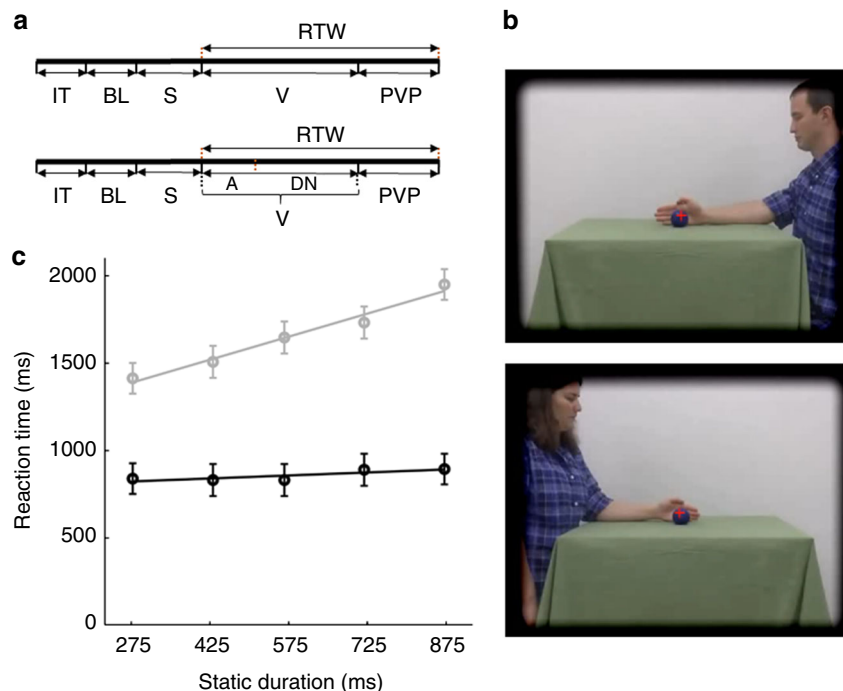 a
RTW
IT BL S V PVP
RTW
A DN
IT BL S PVP
V
b
c
2000
1500
1000
500
0
Reaction time (ms)
275 425 575 725 875
Static duration (ms)